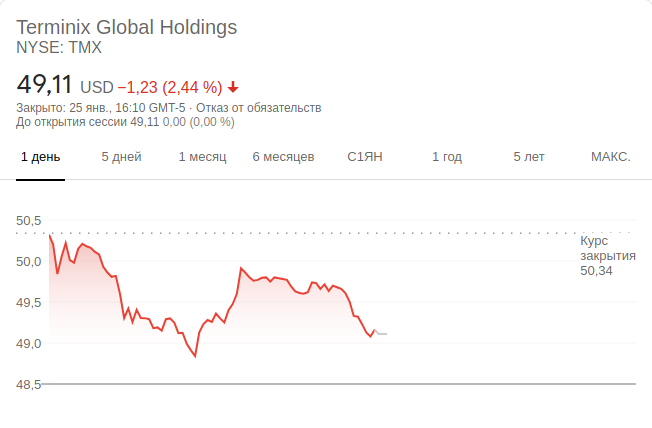 Terminix Global Holdings
NYSE: TMX
49,11 USD −1,23 (2,44 %)
Закрыто: 25 янв., 16:10 GMT-5 · Отказ от обязательств
До открытия сессии 49,11 0,00 (0,00 %)
1 день 5 дней 1 месяц 6 месяцев С1ЯН 1 год 5 лет МАКС.
50,5
Курс
закрытия
50,34
50,0
49,5
49,0
48,5